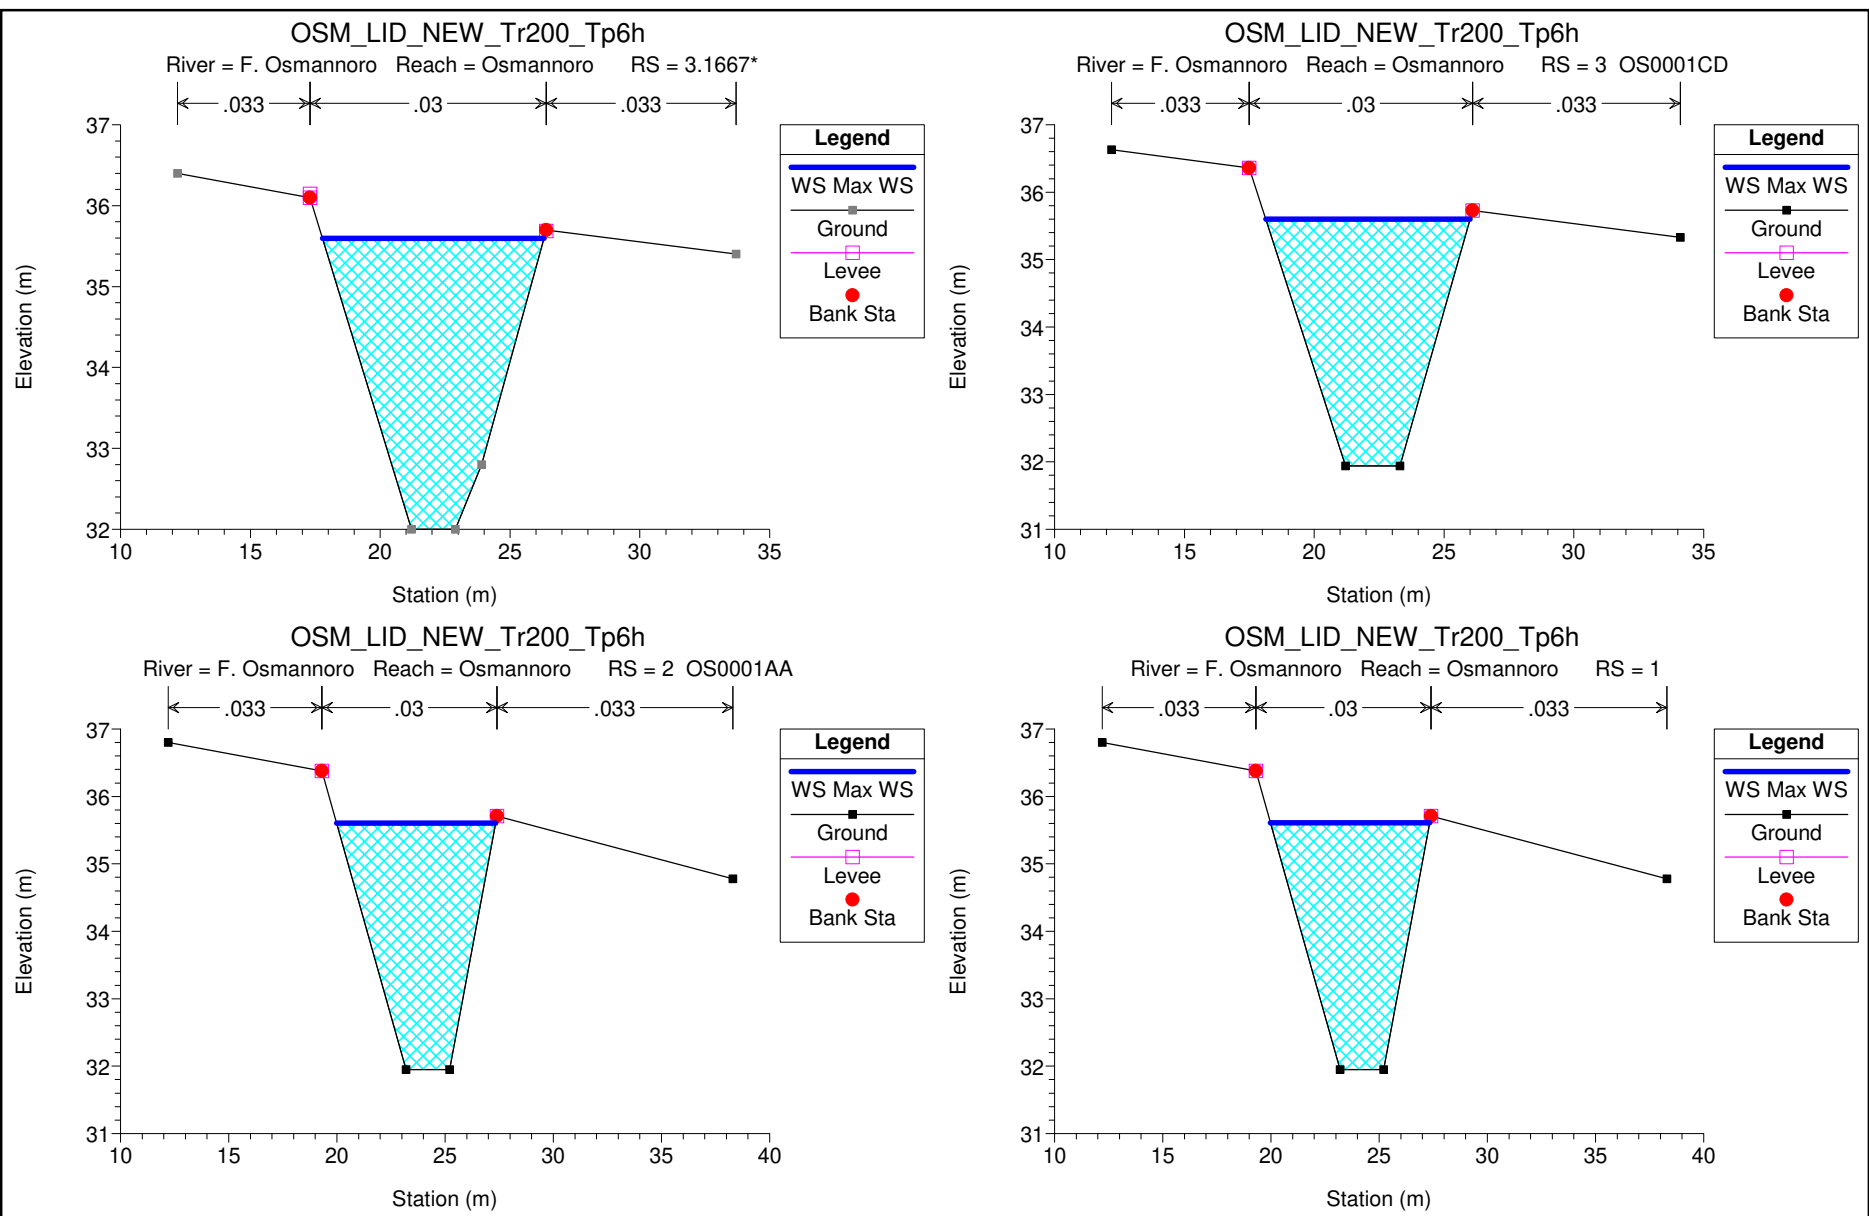 OSM_LID_NEW_Tr200_Tp6h
River = F. Osmannoro Reach = Osmannoro RS = 3.1667*
.033 .03 .033
37
36
35
34
33
32
10 15 20 25 30 35
Elevation (m)
Station (m)
Legend
WS Max WS
Ground
Levee
Bank Sta
OSM_LID_NEW_Tr200_Tp6h
River = F. Osmannoro Reach = Osmannoro RS = 3 OS0001CD
.033 .03 .033
37
36
35
34
33
32
31
10 15 20 25 30 35
Elevation (m)
Station (m)
Legend
WS Max WS
Ground
Levee
Bank Sta
OSM_LID_NEW_Tr200_Tp6h
River = F. Osmannoro Reach = Osmannoro RS = 2 OS0001AA
.033 .03 .033
37
36
35
34
33
32
31
10 15 20 25 30 35 40
Elevation (m)
Station (m)
Legend
WS Max WS
Ground
Levee
Bank Sta
OSM_LID_NEW_Tr200_Tp6h
River = F. Osmannoro Reach = Osmannoro RS = 1
.033 .03 .033
37
36
35
34
33
32
31
10 15 20 25 30 35 40
Elevation (m)
Station (m)
Legend
WS Max WS
Ground
Levee
Bank Sta